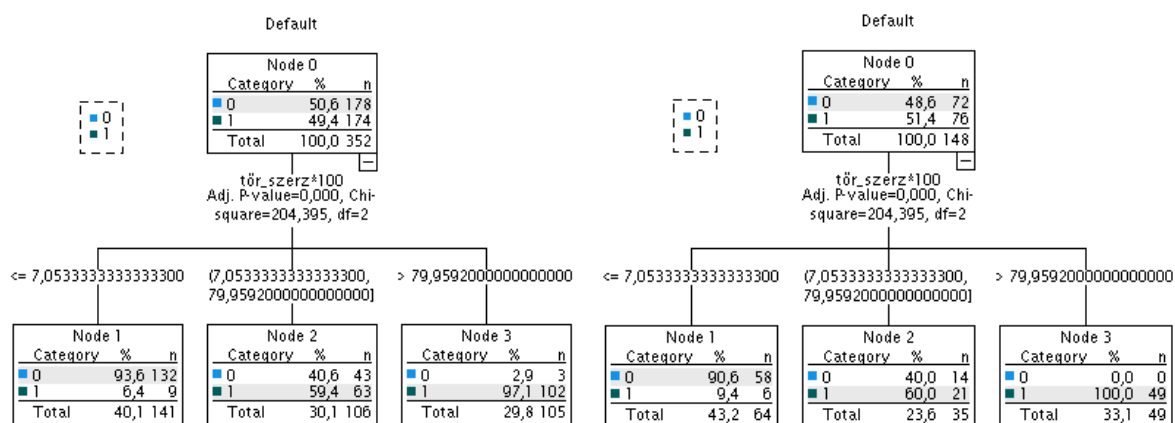 Default
Node 0
Category % n
0 50,6 178
1 49,4 174
Total 100,0 352
0
1
tör_szerz*100
Adj. P-value=0,000, Chi-
square=204,395, df=2
<= 7,05333333333333300
(7,05333333333333300,
79,95920000000000000]
> 79,95920000000000000
Node 1
Category % n
0 93,6 132
1 6,4 9
Total 40,1 141
Node 2
Category % n
0 40,6 43
1 59,4 63
Total 30,1 106
Node 3
Category % n
0 2,9 3
1 97,1 102
Total 29,8 105
Default
Node 0
Category % n
0 48,6 72
1 51,4 76
Total 100,0 148
0
1
tör_szerz*100
Adj. P-value=0,000, Chi-
square=204,395, df=2
<= 7,05333333333333300
(7,05333333333333300,
79,95920000000000000]
> 79,95920000000000000
Node 1
Category % n
0 90,6 58
1 9,4 6
Total 43,2 64
Node 2
Category % n
0 40,0 14
1 60,0 21
Total 23,6 35
Node 3
Category % n
0 0,0 0
1 100,0 49
Total 33,1 49